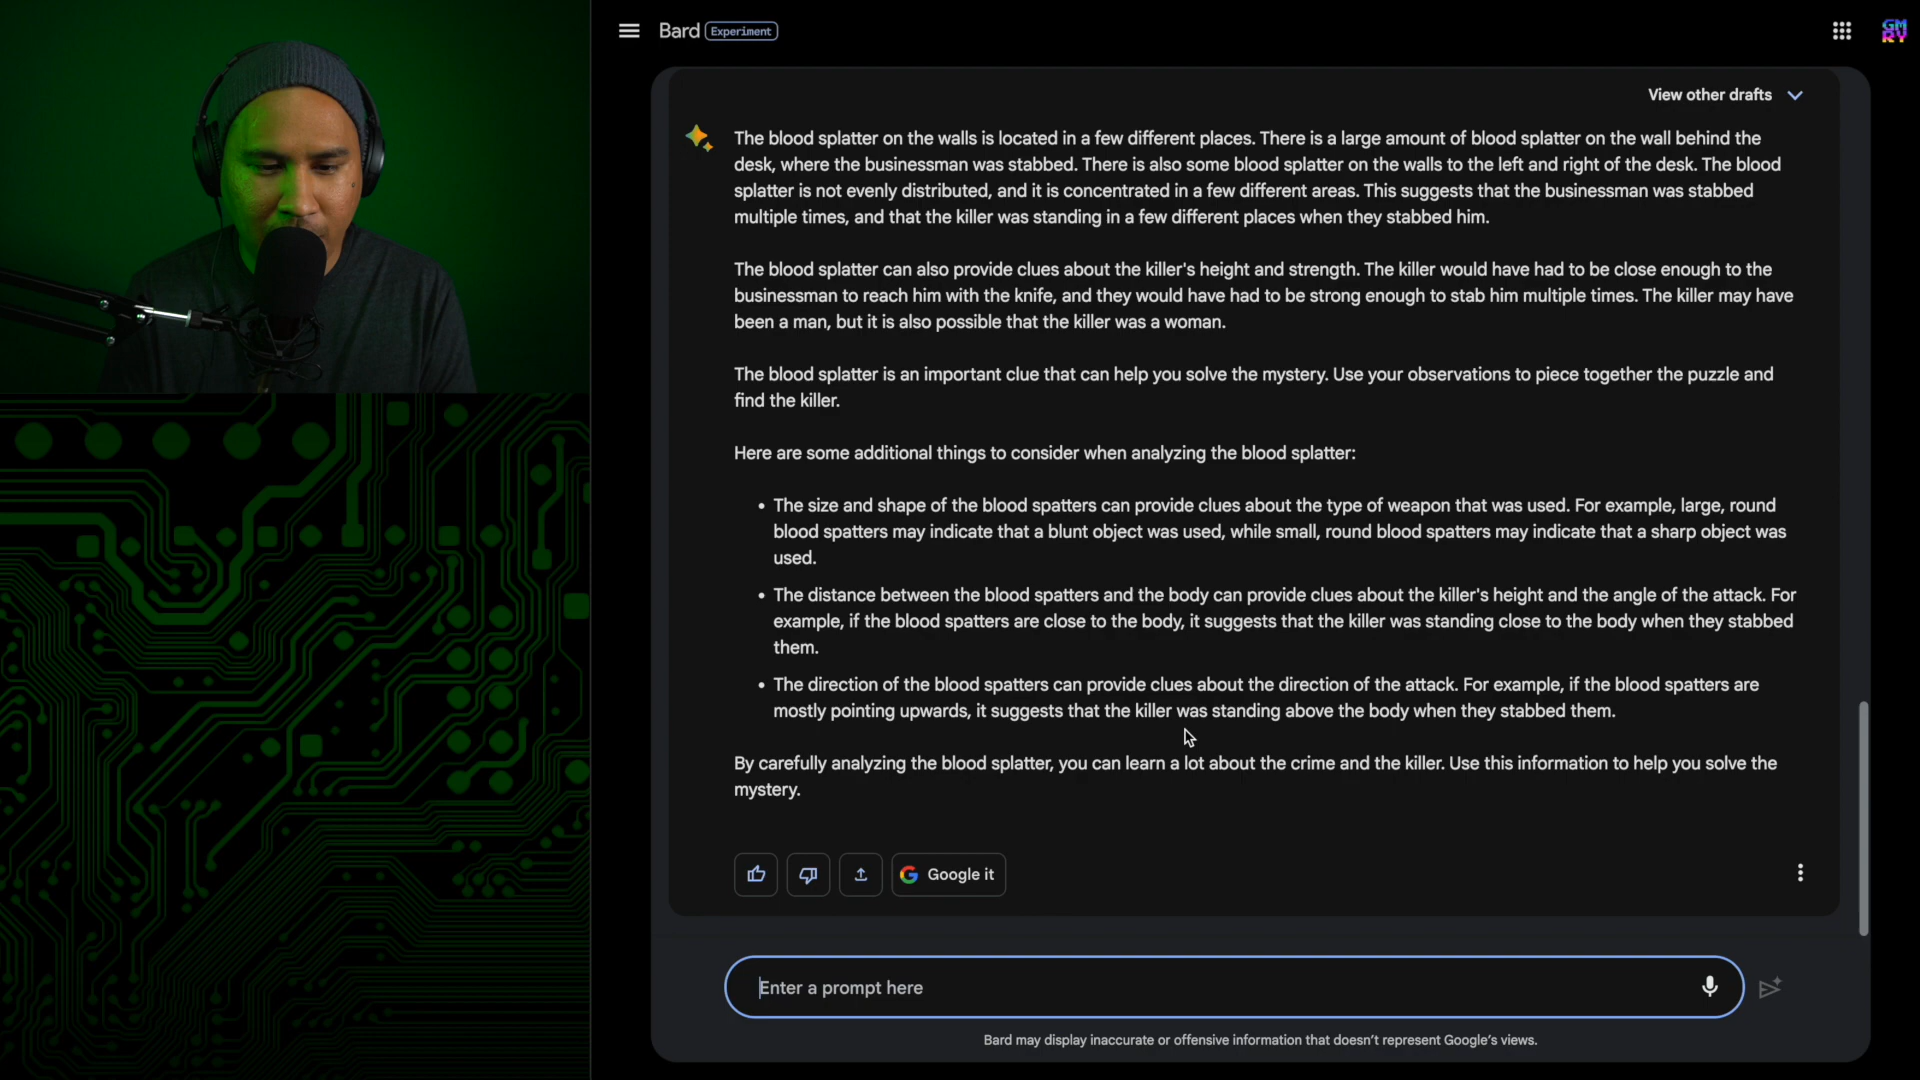 Bard Experiment
GM
RY
View other drafts
The blood splatter on the walls is located in a few different places. There is a large amount of blood splatter on the wall behind the
desk, where the businessman was stabbed. There is also some blood splatter on the walls to the left and right of the desk. The blood
splatter is not evenly distributed, and it is concentrated in a few different areas. This suggests that the businessman was stabbed
multiple times, and that the killer was standing in a few different places when they stabbed him.
The blood splatter can also provide clues about the killer's height and strength. The killer would have had to be close enough to the
businessman to reach him with the knife, and they would have had to be strong enough to stab him multiple times. The killer may have
been a man, but it is also possible that the killer was a woman.
The blood splatter is an important clue that can help you solve the mystery. Use your observations to piece together the puzzle and
find the killer.
Here are some additional things to consider when analyzing the blood splatter:
• The size and shape of the blood spatters can provide clues about the type of weapon that was used. For example, large, round
blood spatters may indicate that a blunt object was used, while small, round blood spatters may indicate that a sharp object was
used.
• The distance between the blood spatters and the body can provide clues about the killer's height and the angle of the attack. For
example, if the blood spatters are close to the body, it suggests that the killer was standing close to the body when they stabbed
them.
• The direction of the blood spatters can provide clues about the direction of the attack. For example, if the blood spatters are
mostly pointing upwards, it suggests that the killer was standing above the body when they stabbed them.
By carefully analyzing the blood splatter, you can learn a lot about the crime and the killer. Use this information to help you solve the
mystery.
Google it
Enter a prompt here
Bard may display inaccurate or offensive information that doesn't represent Google's views.